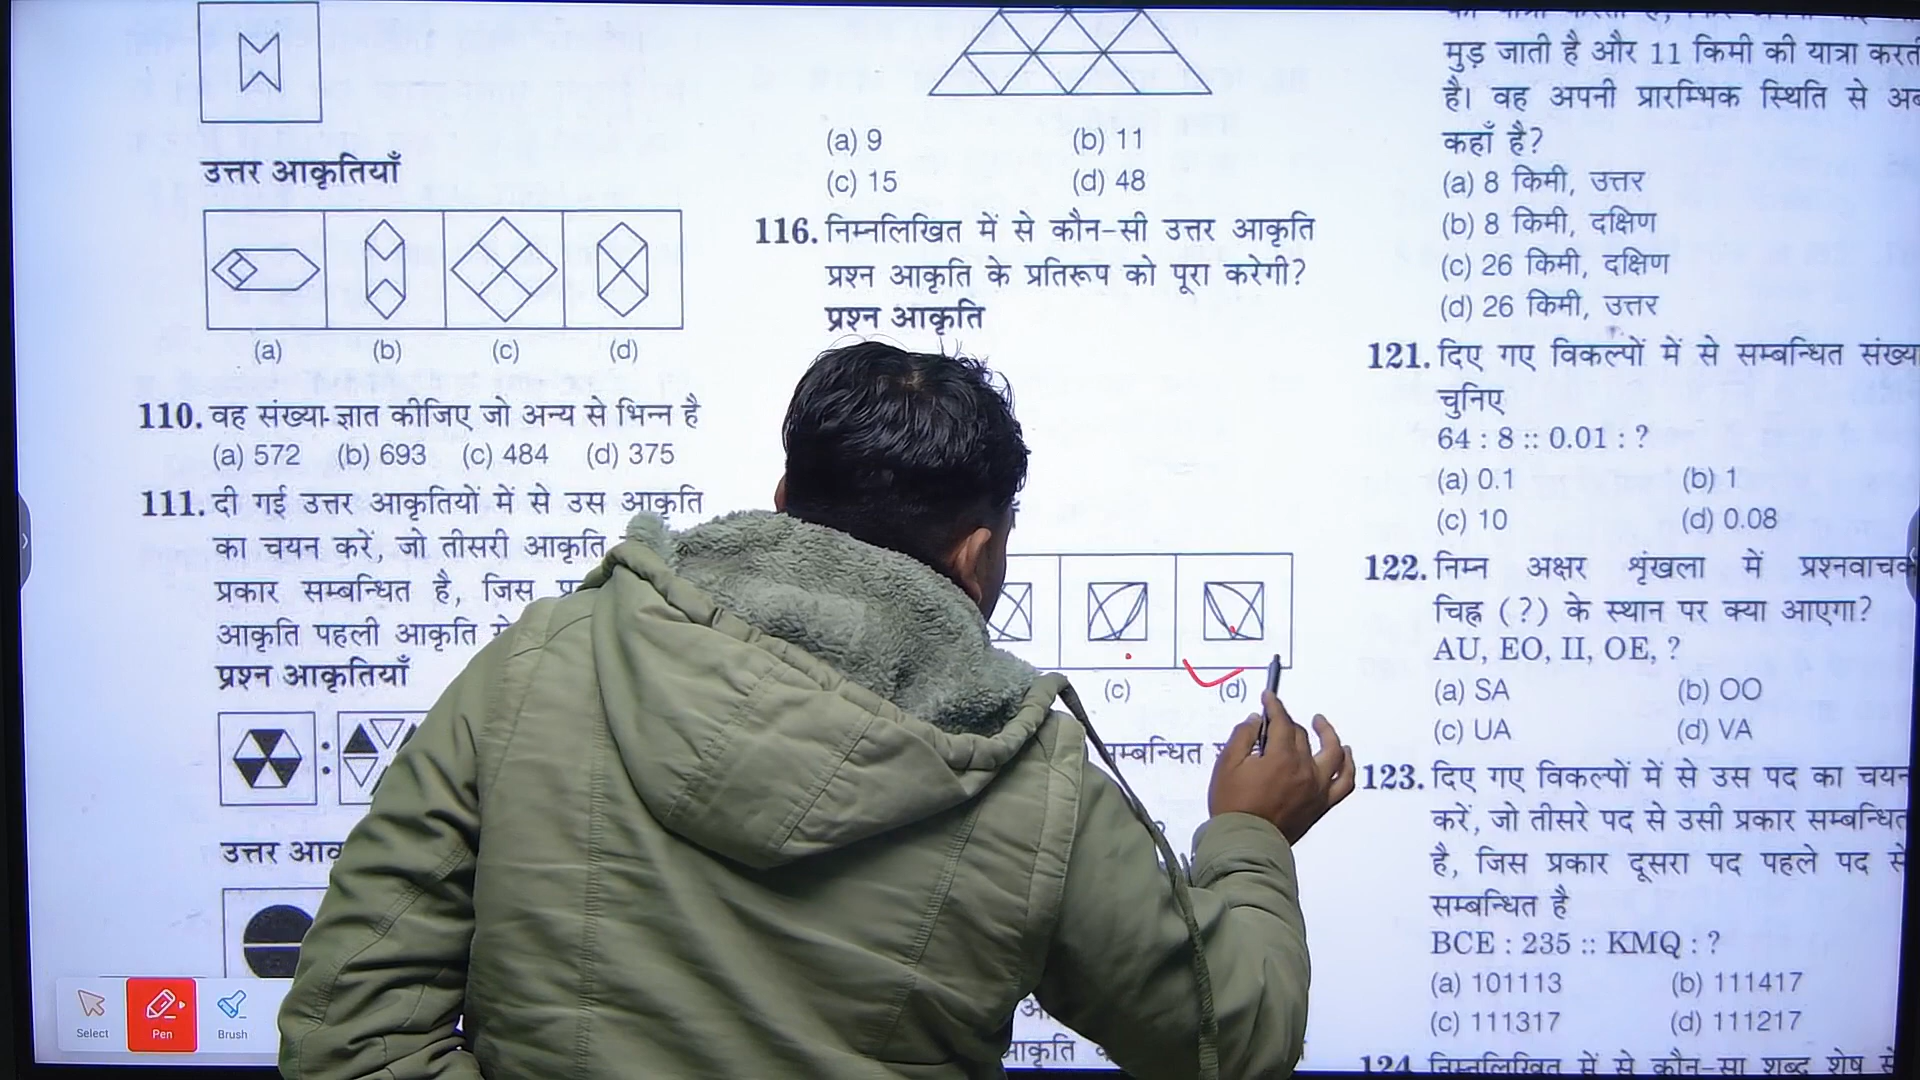 उत्तर आकृतियाँ
(a) (b) (c) (d)
110. वह संख्या ज्ञात कीजिए जो अन्य से भिन्न है
(a) 572 (b) 693 (c) 484 (d) 375
111. दी गई उत्तर आकृतियों में से उस आकृति
का चयन करें, जो तीसरी आकृति
प्रकार सम्बन्धित है, जिस
आकृति पहली आकृति
प्रश्न आकृतियाँ
:
उत्तर
Select Pen Brush
(a) 9 (b) 11
(c) 15 (d) 48
116. निम्नलिखित में से कौन-सी उत्तर आकृति
प्रश्न आकृति के प्रतिरूप को पूरा करेगी?
प्रश्न आकृति
(c) (d)
सम्बन्धित
आकृति
मुड़ जाती है और 11 किमी की यात्रा करती
है। वह अपनी प्रारम्भिक स्थिति से अब
कहाँ है?
(a) 8 किमी, उत्तर
(b) 8 किमी, दक्षिण
(c) 26 किमी, दक्षिण
(d) 26 किमी, उत्तर
121. दिए गए विकल्पों में से सम्बन्धित संख्या
चुनिए
64 : 8 :: 0.01 : ?
(a) 0.1 (b) 1
(c) 10 (d) 0.08
122. निम्न अक्षर शृंखला में प्रश्नवाचक
चिह्न (?) के स्थान पर क्या आएगा?
AU, EO, II, OE, ?
(a) SA (b) OO
(c) UA (d) VA
123. दिए गए विकल्पों में से उस पद का चयन
करें, जो तीसरे पद से उसी प्रकार सम्बन्धित
है, जिस प्रकार दूसरा पद पहले पद से
सम्बन्धित है
BCE : 235 :: KMQ : ?
(a) 101113 (b) 111417
(c) 111317 (d) 111217
124. निम्नलिखित में से कौन-सा शब्द शेष से